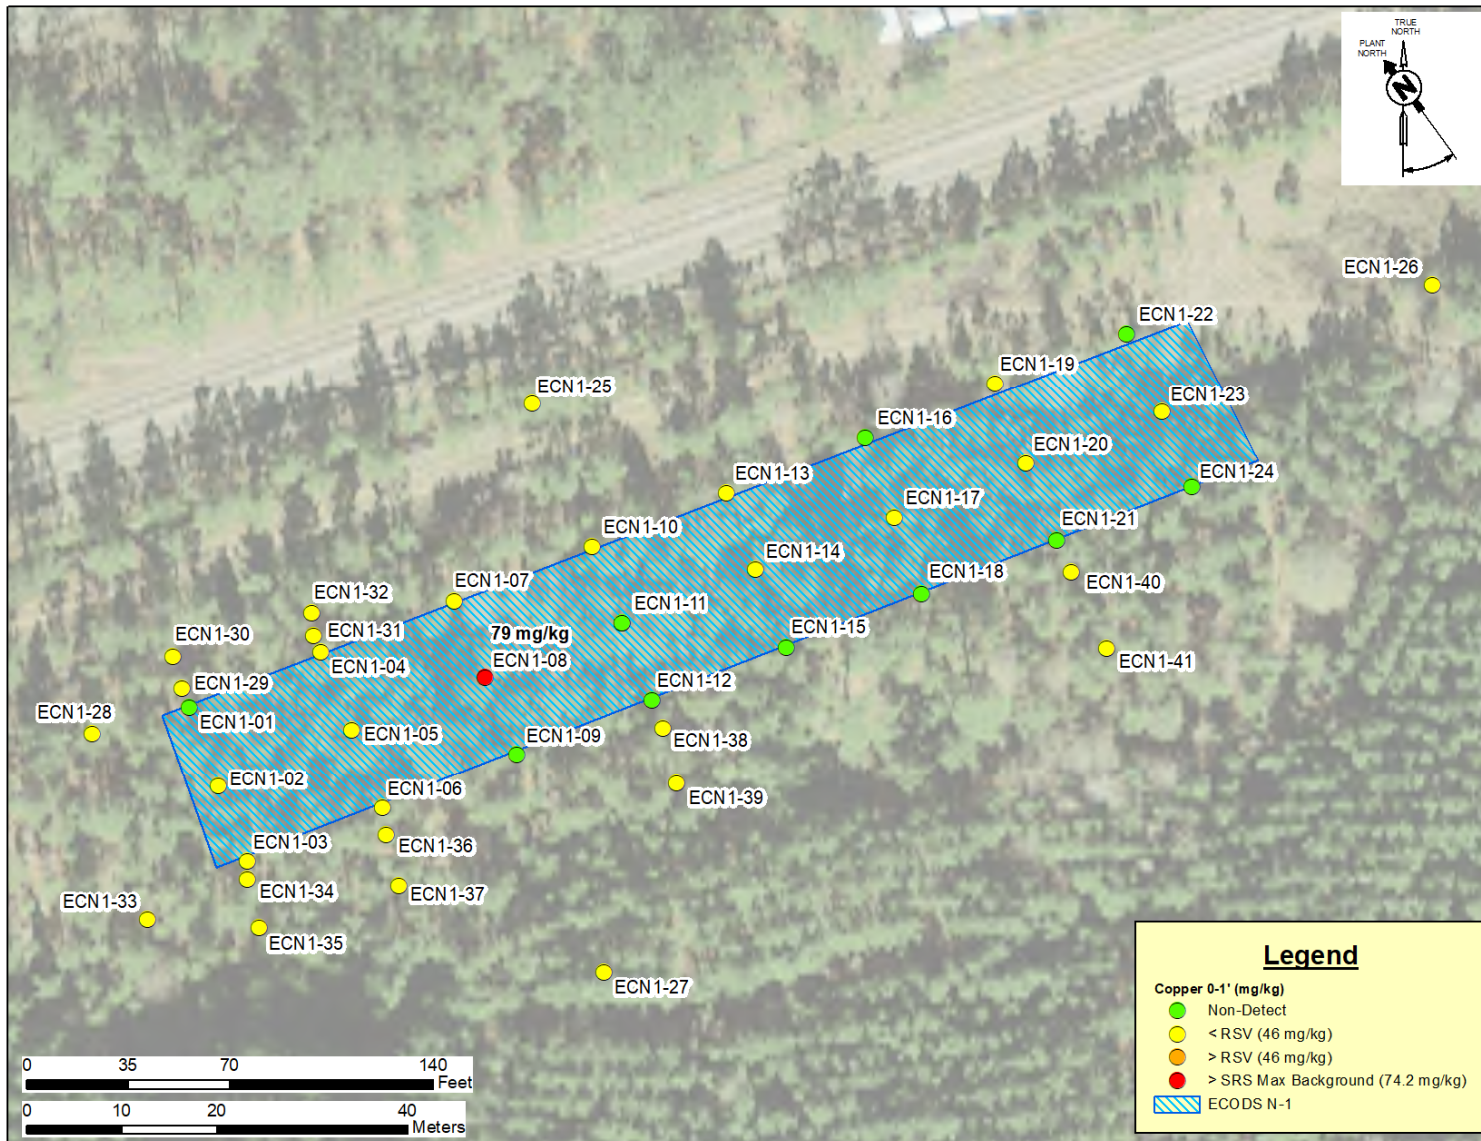 TRUE
NORTH
PLANT
NORTH
N
ECN1-26
ECN1-22
ECN1-19
ECN1-25
ECN1-23
ECN1-16
ECN1-20
ECN1-24
ECN1-13
ECN1-17
ECN1-21
ECN1-10
ECN1-14
ECN1-40
ECN1-07
ECN1-18
ECN1-32
ECN1-11
ECN1-15
ECN1-31
79 mg/kg
ECN1-30
ECN1-04
ECN1-08
ECN1-41
ECN1-29
ECN1-12
ECN1-28
ECN1-01
ECN1-05
ECN1-09
ECN1-38
ECN1-02
ECN1-06
ECN1-39
ECN1-03
ECN1-36
ECN1-34
ECN1-37
ECN1-33
ECN1-35
ECN1-27
Legend
Copper 0-1' (mg/kg)
Non-Detect
< RSV (46 mg/kg)
> RSV (46 mg/kg)
> SRS Max Background (74.2 mg/kg)
ECODS N-1
0 35 70 140
Feet
0 10 20 40
Meters